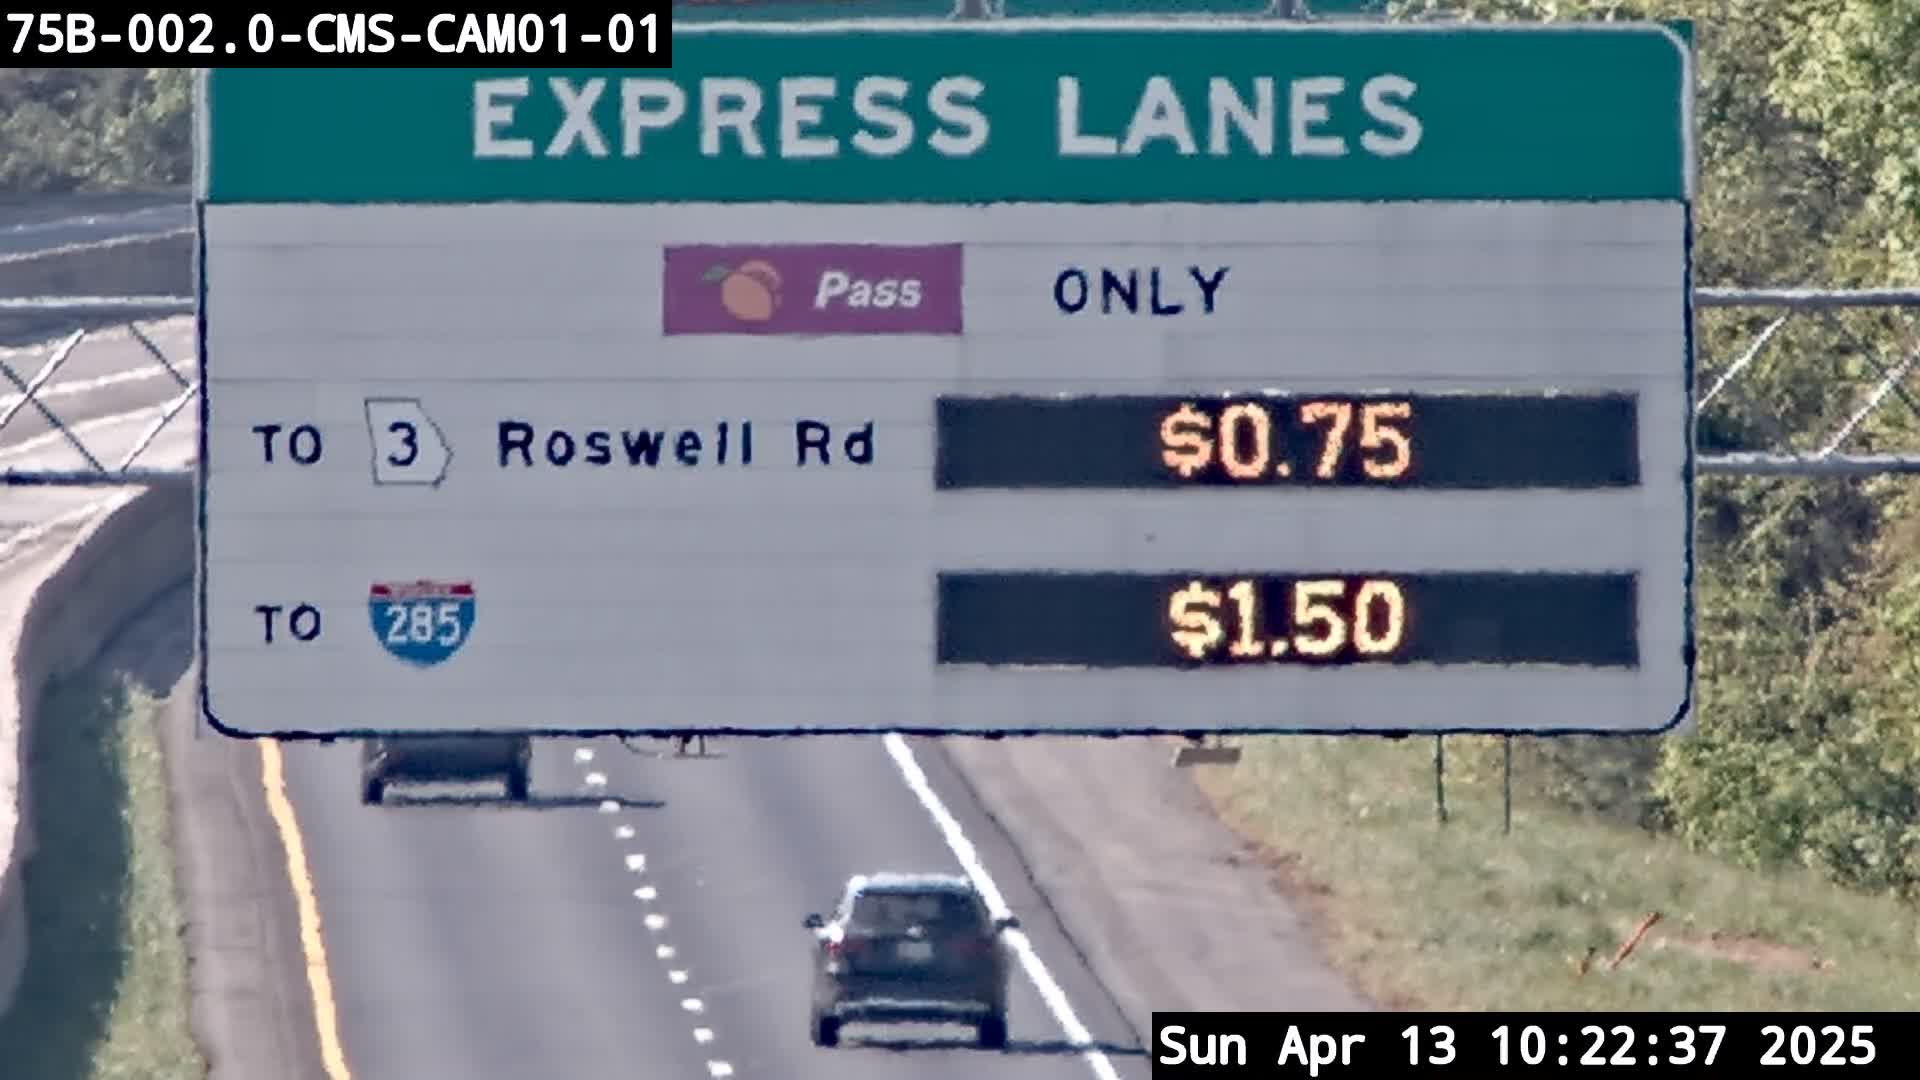 75B-002.0-CMS-CAM01-01
EXPRESS LANES
Pass ONLY
TO 3 Roswell Rd $0.75
TO 285 $1.50
Sun Apr 13 10:22:37 2025